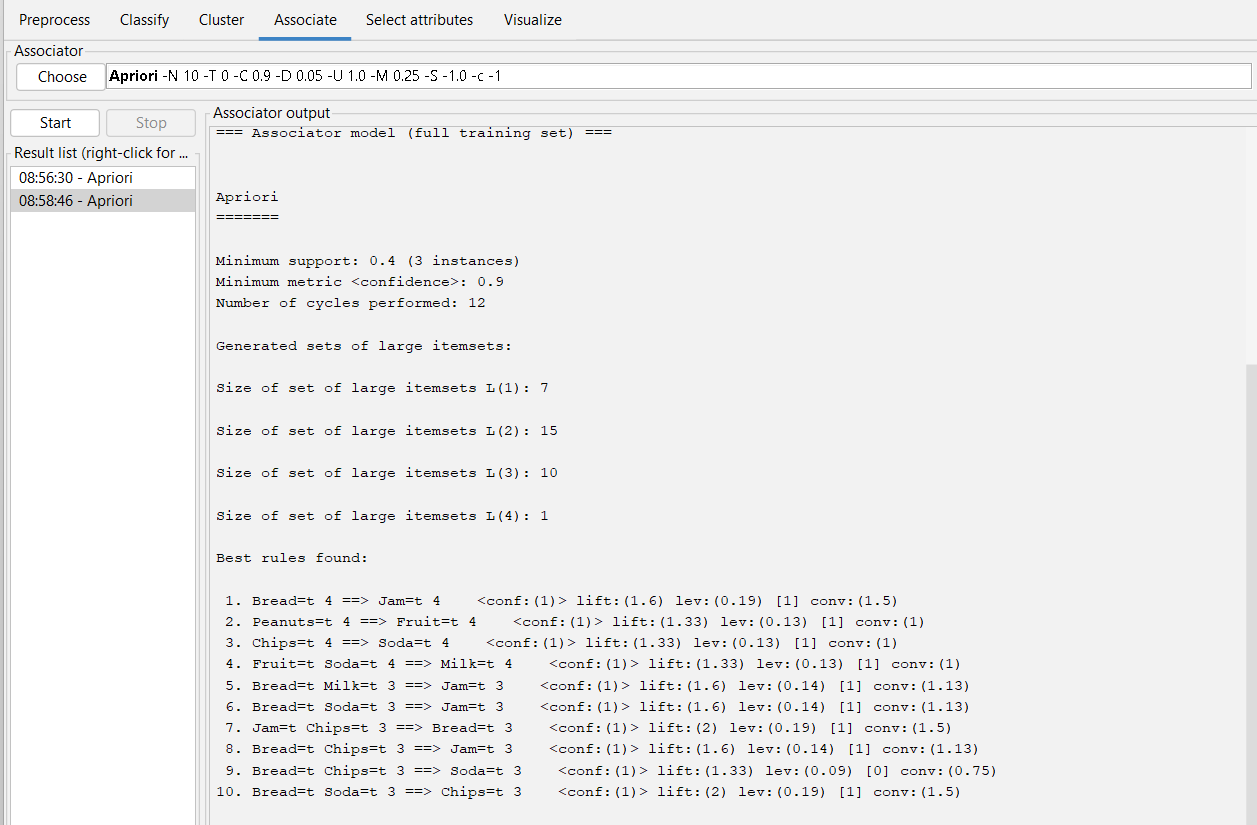 Preprocess Classify Cluster Associate Select attributes Visualize
Associator
Choose Apriori -N 10 -T 0 -C 0.9 -D 0.05 -U 1.0 -M 0.25 -S -1.0 -c -1
Start Stop
Result list (right-click for ...
08:56:30 - Apriori
08:58:46 - Apriori
Associator output
=== Associator model (full training set) ===
Apriori
=======
Minimum support: 0.4 (3 instances)
Minimum metric <confidence>: 0.9
Number of cycles performed: 12
Generated sets of large itemsets:
Size of set of large itemsets L(1): 7
Size of set of large itemsets L(2): 15
Size of set of large itemsets L(3): 10
Size of set of large itemsets L(4): 1
Best rules found:
1. Bread=t 4 ==> Jam=t 4 <conf:(1)> lift:(1.6) lev:(0.19) [1] conv:(1.5)
2. Peanuts=t 4 ==> Fruit=t 4 <conf:(1)> lift:(1.33) lev:(0.13) [1] conv:(1)
3. Chips=t 4 ==> Soda=t 4 <conf:(1)> lift:(1.33) lev:(0.13) [1] conv:(1)
4. Fruit=t Soda=t 4 ==> Milk=t 4 <conf:(1)> lift:(1.33) lev:(0.13) [1] conv:(1)
5. Bread=t Milk=t 3 ==> Jam=t 3 <conf:(1)> lift:(1.6) lev:(0.14) [1] conv:(1.13)
6. Bread=t Soda=t 3 ==> Jam=t 3 <conf:(1)> lift:(1.6) lev:(0.14) [1] conv:(1.13)
7. Jam=t Chips=t 3 ==> Bread=t 3 <conf:(1)> lift:(2) lev:(0.19) [1] conv:(1.5)
8. Bread=t Chips=t 3 ==> Jam=t 3 <conf:(1)> lift:(1.6) lev:(0.14) [1] conv:(1.13)
9. Bread=t Chips=t 3 ==> Soda=t 3 <conf:(1)> lift:(1.33) lev:(0.09) [0] conv:(0.75)
10. Bread=t Soda=t 3 ==> Chips=t 3 <conf:(1)> lift:(2) lev:(0.19) [1] conv:(1.5)